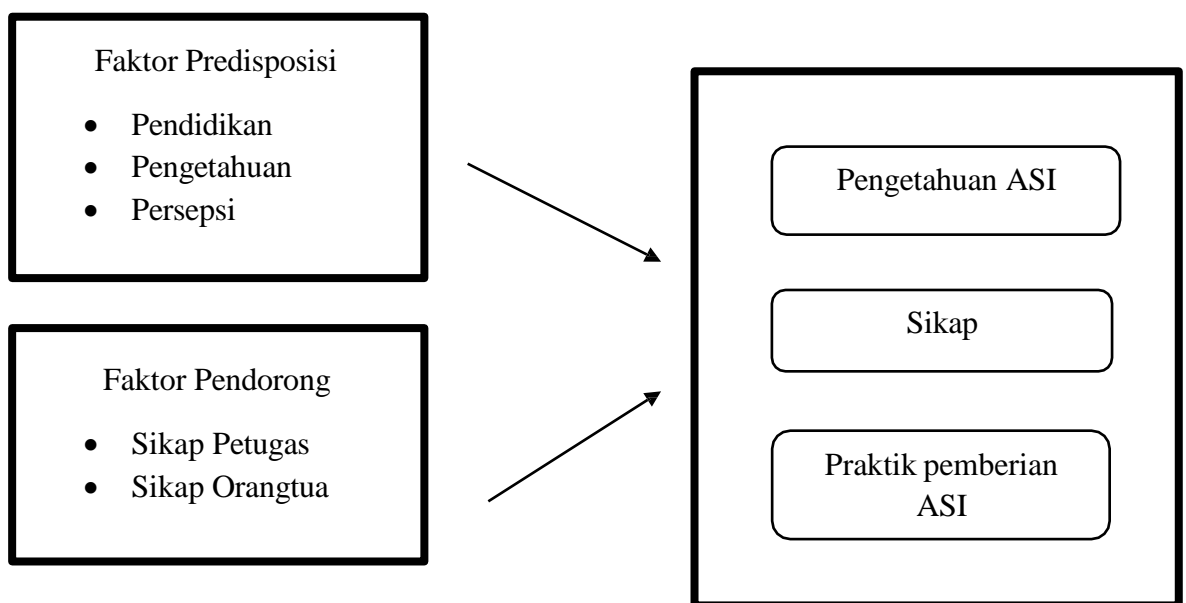 Faktor Predisposisi
• Pendidikan
• Pengetahuan
• Persepsi
Faktor Pendorong
• Sikap Petugas
• Sikap Orangtua
Pengetahuan ASI
Sikap
Praktik pemberian
ASI